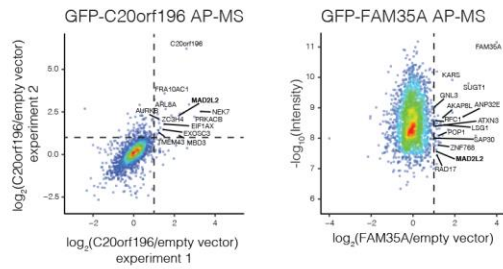 GFP-C20orf196 AP-MS
C20orf196
FRA10AC1
ARL8A
MAD2L2
AURKB
NEK7
ZC3H4
PRKACB
EIF1AX
EXOSC3
TMEM43
MBD3
log2(C20orf196/empty vector)
experiment 2
5.0
2.5
0.0
−2.5
−2
0
2
4
log2(C20orf196/empty vector)
experiment 1
GFP-FAM35A AP-MS
FAM35A
KARS
SUGT1
GNL3
ANP32E
AKAP8L
RFC1
ATXN3
LSG1
POP1
SAP30
ZNF768
MAD2L2
RAD17
-log10(Intensity)
11
10
9
8
7
6
−4
−2
0
2
4
log2(FAM35A/empty vector)